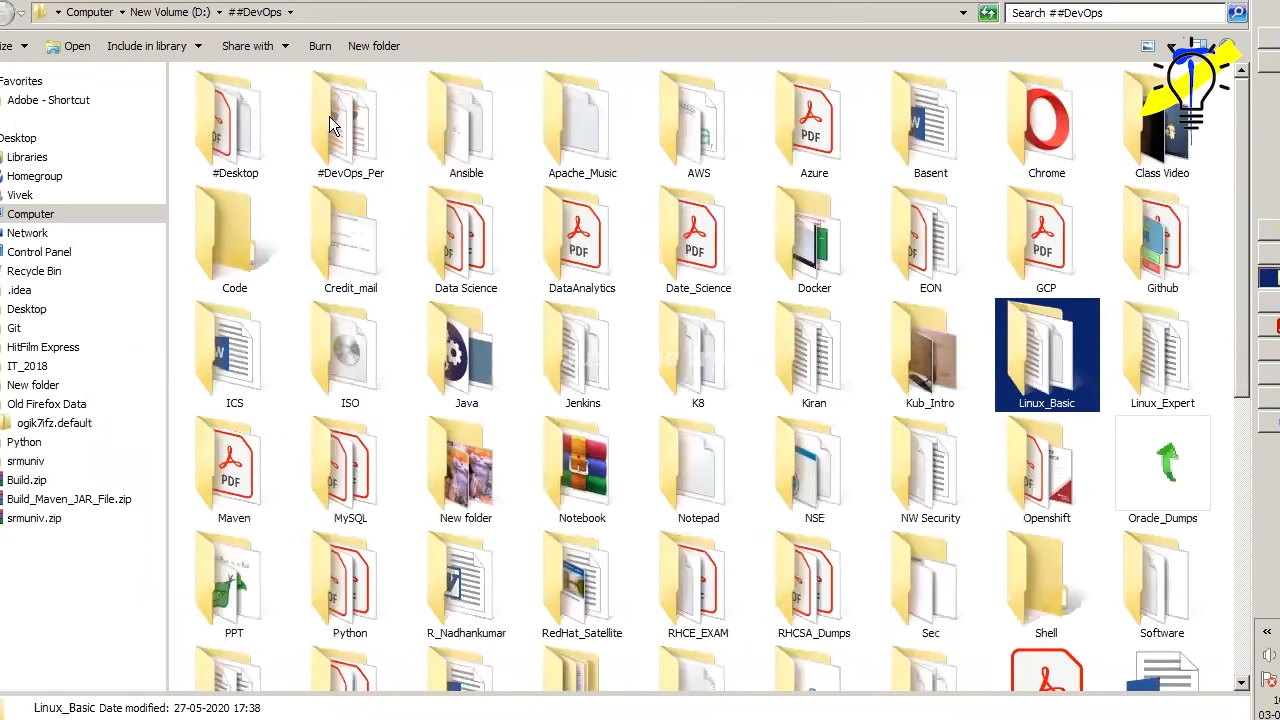 Computer New Volume (D:) ##DevOps Search ##DevOps
Open Include in library Share with Burn New folder
Adobe - Shortcut
Libraries
Homegroup
Vivek
Computer
Network
Control Panel
Recycle Bin
.idea
Desktop
Git
HitFilm Express
IT_2018
New folder
Old Firefox Data
ogik7ifz.default
Python
srmuniv
Build.zip
Build_Maven_JAR_File.zip
srmuniv.zip
#Desktop #DevOps_Per Ansible Apache_Music AWS Azure Basent Chrome Class Video
Code Credit_mail Data Science DataAnalytics Date_Science Docker EON GCP Github
ICS ISO Java Jenkins K8 Kiran Kub_Intro Linux_Basic Linux_Expert
Maven MySQL New folder Notebook Notepad NSE NW Security Openshift Oracle_Dumps
PPT Python R_Nadhankumar RedHat_Satellite RHCE_EXAM RHCSA_Dumps Sec Shell Software
Linux_Basic Date modified: 27-05-2020 17:38